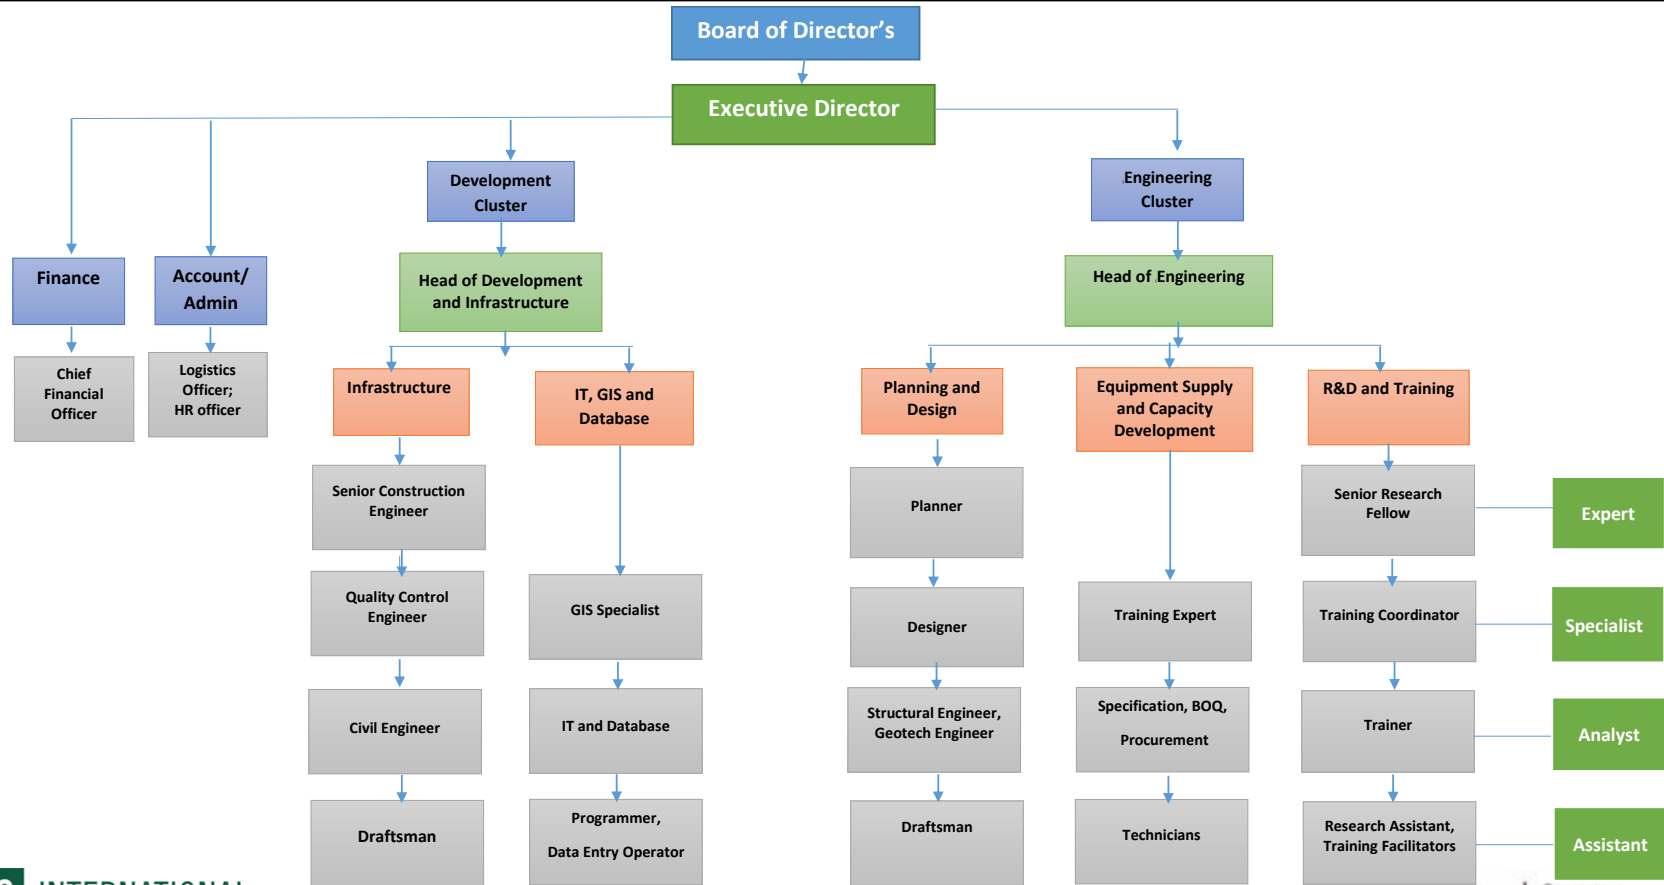 Board of Director's
Executive Director
Development
Cluster
Engineering
Cluster
Finance
Account/
Admin
Head of Development
and Infrastructure
Head of Engineering
Chief
Financial
Officer
Logistics
Officer;
HR officer
Infrastructure
IT, GIS and
Database
Planning and
Design
Equipment Supply
and Capacity
Development
R&D and Training
Senior Construction
Engineer
Planner
Senior Research
Fellow
Expert
Quality Control
Engineer
GIS Specialist
Designer
Training Expert
Training Coordinator
Specialist
Civil Engineer
IT and Database
Structural Engineer,
Geotech Engineer
Specification, BOQ,
Procurement
Trainer
Analyst
Draftsman
Programmer,
Data Entry Operator
Draftsman
Technicians
Research Assistant,
Training Facilitators
Assistant
INTERNATIONAL